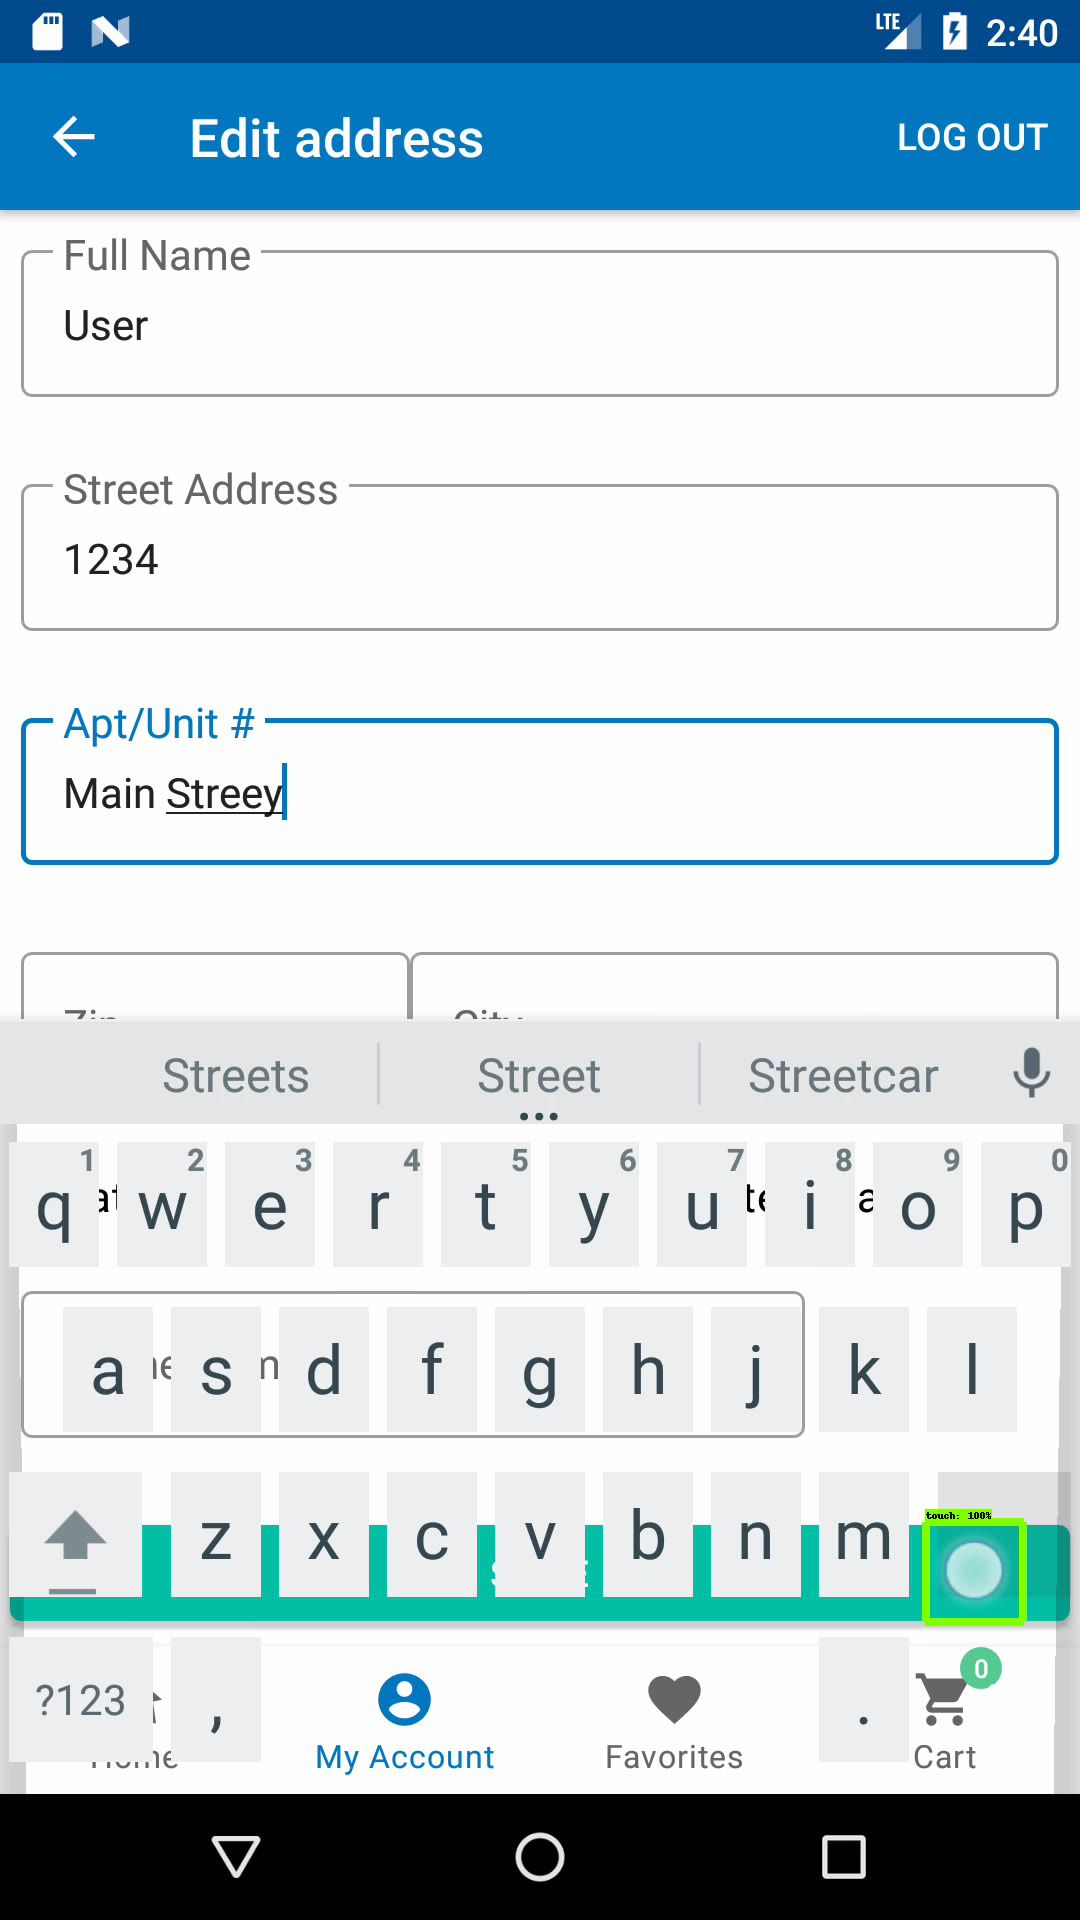 LTE 2:40
Edit address LOG OUT
Full Name
User
Street Address
1234
Apt/Unit #
Main Streey
Zip City
Streets Street Streetcar
1 2 3 4 5 6 7 8 9 0
q w e r t y u i o p
a s d f g h j k l
z x c v b n m
touch: 100%
?123 , .
0
Home My Account Favorites Cart